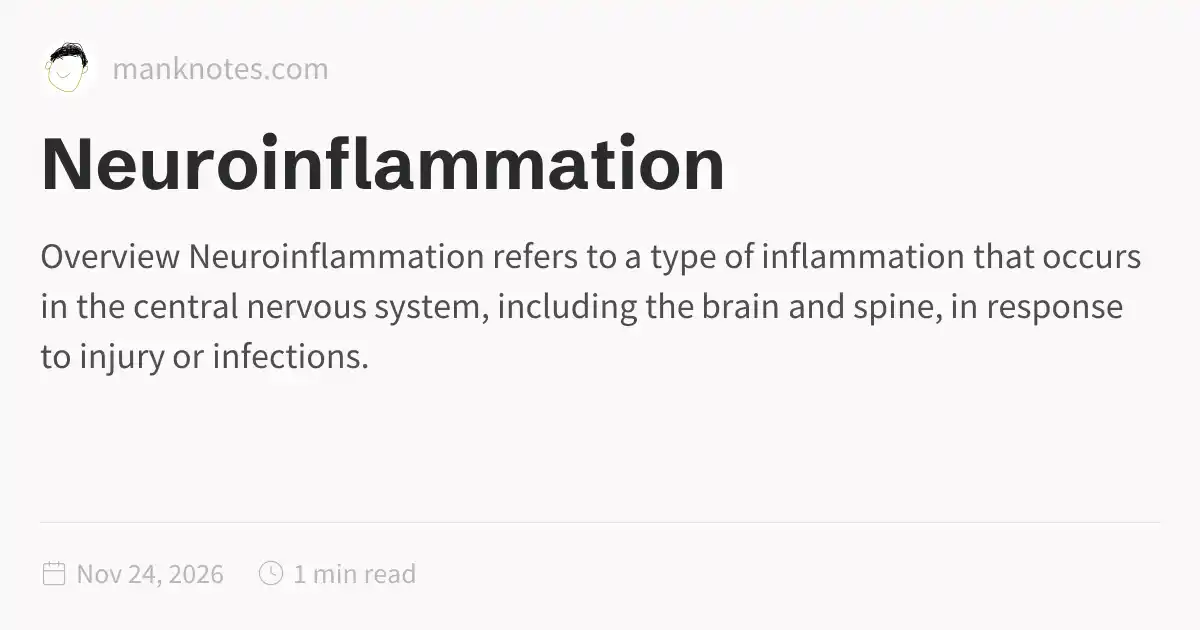 manknotes.com
Neuroinflammation
Overview Neuroinflammation refers to a type of inflammation that occurs
in the central nervous system, including the brain and spine, in response
to injury or infections.
Nov 24, 2026 1 min read